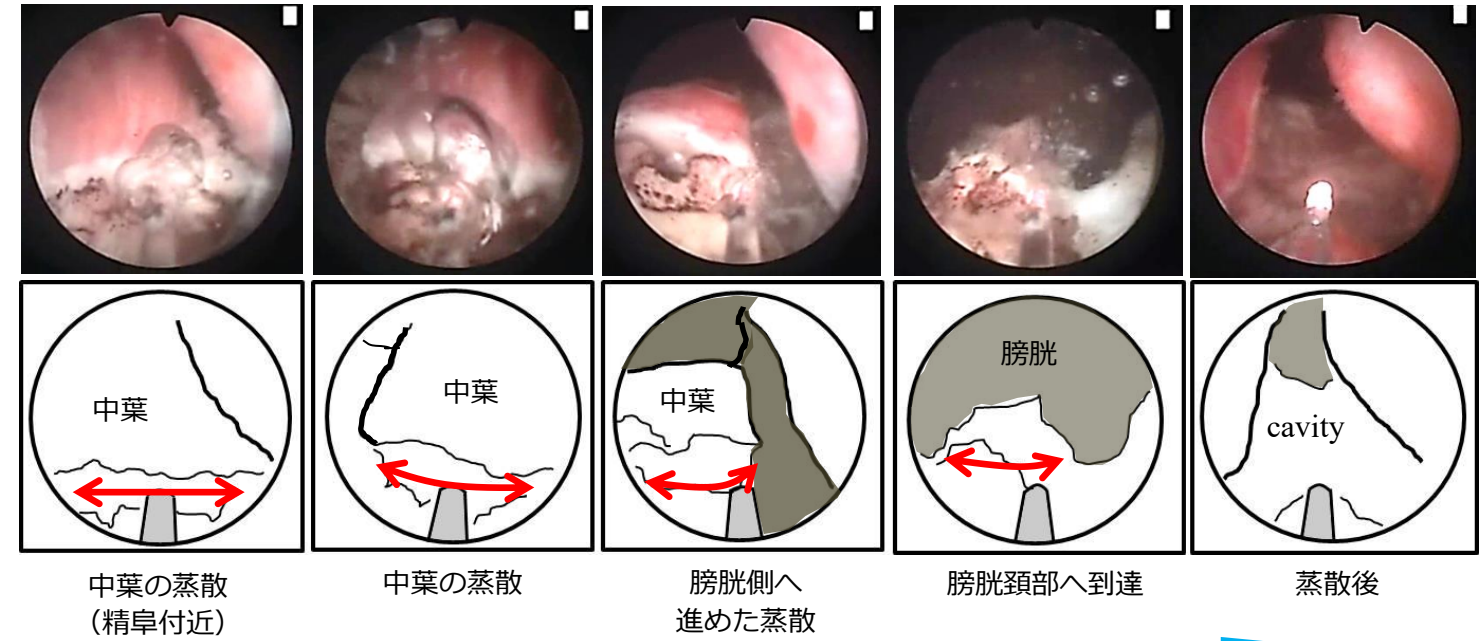 中葉
中葉
中葉
膀胱
cavity
中葉の蒸散
（精阜付近）
中葉の蒸散
膀胱側へ
進めた蒸散
膀胱頚部へ到達
蒸散後